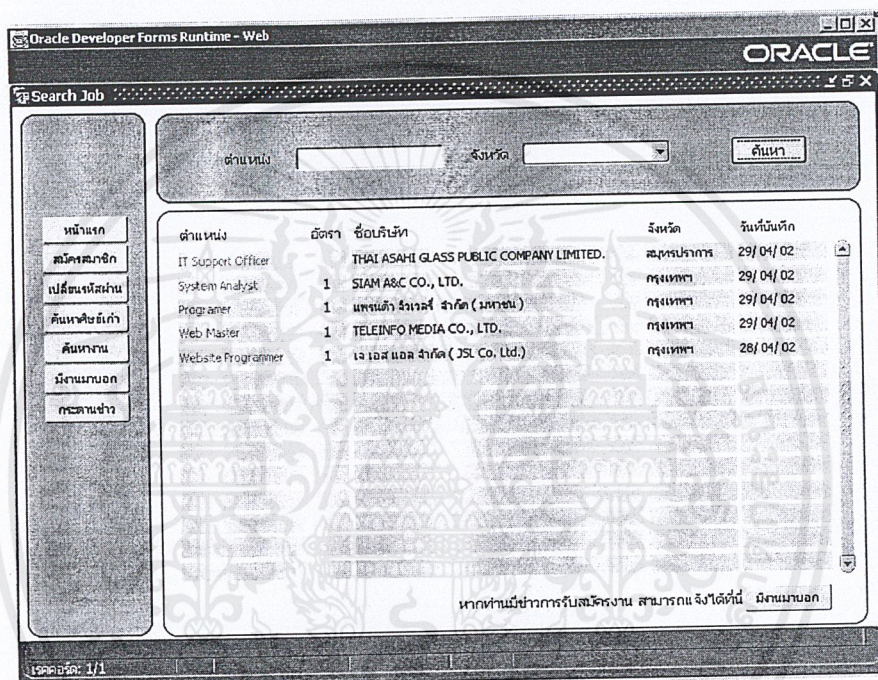 Oracle Developer Forms Runtime - Web
ORACLE
Search Job
ตำแหน่ง จังหวัด ค้นหา
หน้าแรก
สมัครสมาชิก
เปลี่ยนรหัสผ่าน
ค้นหาศิษย์เก่า
ค้นหางาน
มีงานมาบอก
กระดานข่าว
ตำแหน่ง อัตรา ชื่อบริษัท จังหวัด วันที่บันทึก
IT Support Officer THAI ASAHI GLASS PUBLIC COMPANY LIMITED. สมุทรปราการ 29/04/02
System Analyst 1 SIAM A&C CO., LTD. กรุงเทพฯ 29/04/02
Programer 1 แพรนด้า จิวเวลรี่ จำกัด (มหาชน) กรุงเทพฯ 29/04/02
Web Master 1 TELEINFO MEDIA CO., LTD. กรุงเทพฯ 29/04/02
Website Programmer 1 เจ เอส แอล จำกัด ( JSL Co. Ltd.) กรุงเทพฯ 28/04/02
หากท่านมีข่าวการรับสมัครงาน สามารถแจ้งได้ที่นี่ มีงานมาบอก
เรคคอร์ด: 1/1